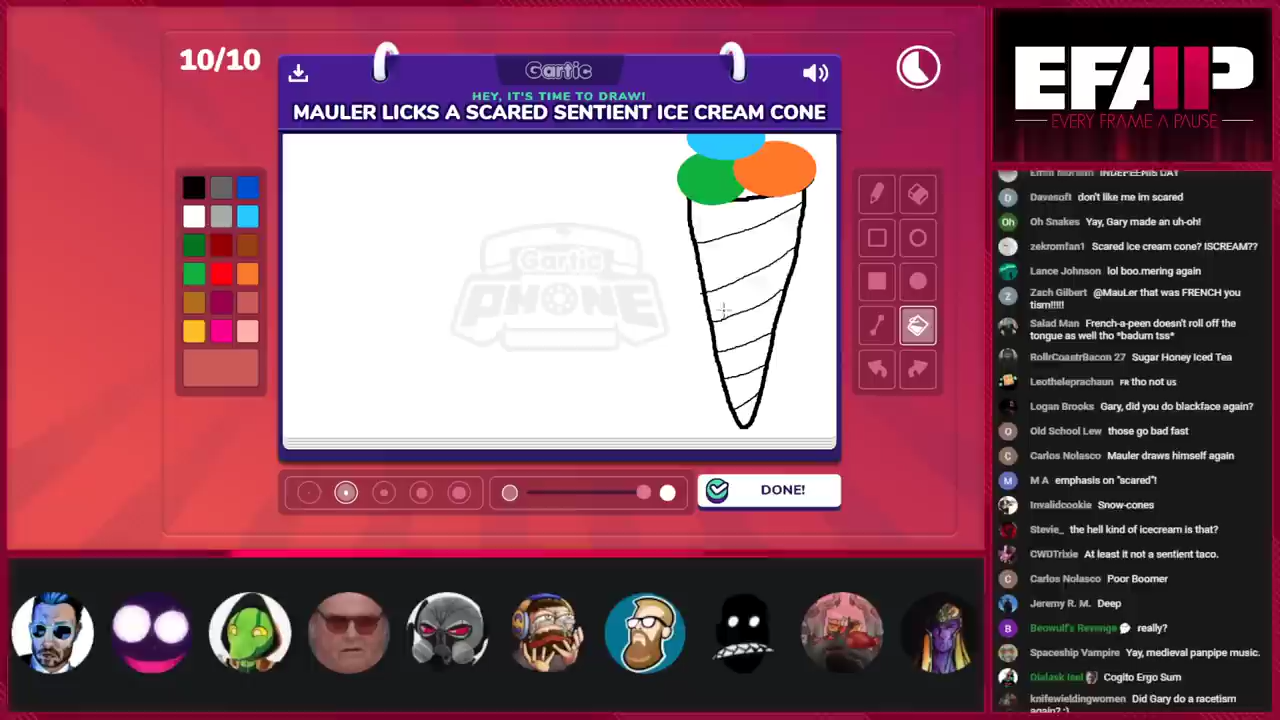 10/10
Gartic
HEY, IT'S TIME TO DRAW!
MAULER LICKS A SCARED SENTIENT ICE CREAM CONE
Gartic
PHONE
DONE!
EFAP
EVERY FRAME A PAUSE
INDEPEENIS DAY
Davesoft don't like me im scared
Oh Snakes Yay, Gary made an uh-oh!
zekromfan1 Scared ice cream cone? ISCREAM??
Lance Johnson lol boo.mering again
Zach Gilbert @MauLer that was FRENCH you
tism!!!!!
Salad Man French-a-peen doesn't roll off the
tongue as well tho *badum tss*
RollrCoastrBacon 27 Sugar Honey Iced Tea
Leotheleprachaun FR tho not us
Logan Brooks Gary, did you do blackface again?
Old School Lew those go bad fast
Carlos Nolasco Mauler draws himself again
M A emphasis on "scared"!
Invalidcookie Snow-cones
Stevie_ the hell kind of icecream is that?
CWDTrixie At least it not a sentient taco.
Carlos Nolasco Poor Boomer
Jeremy R. M. Deep
Beowulf's Revenge really?
Spaceship Vampire Yay, medieval panpipe music.
Cogito Ergo Sum
knifewieldingwomen Did Gary do a racetism
again? :)